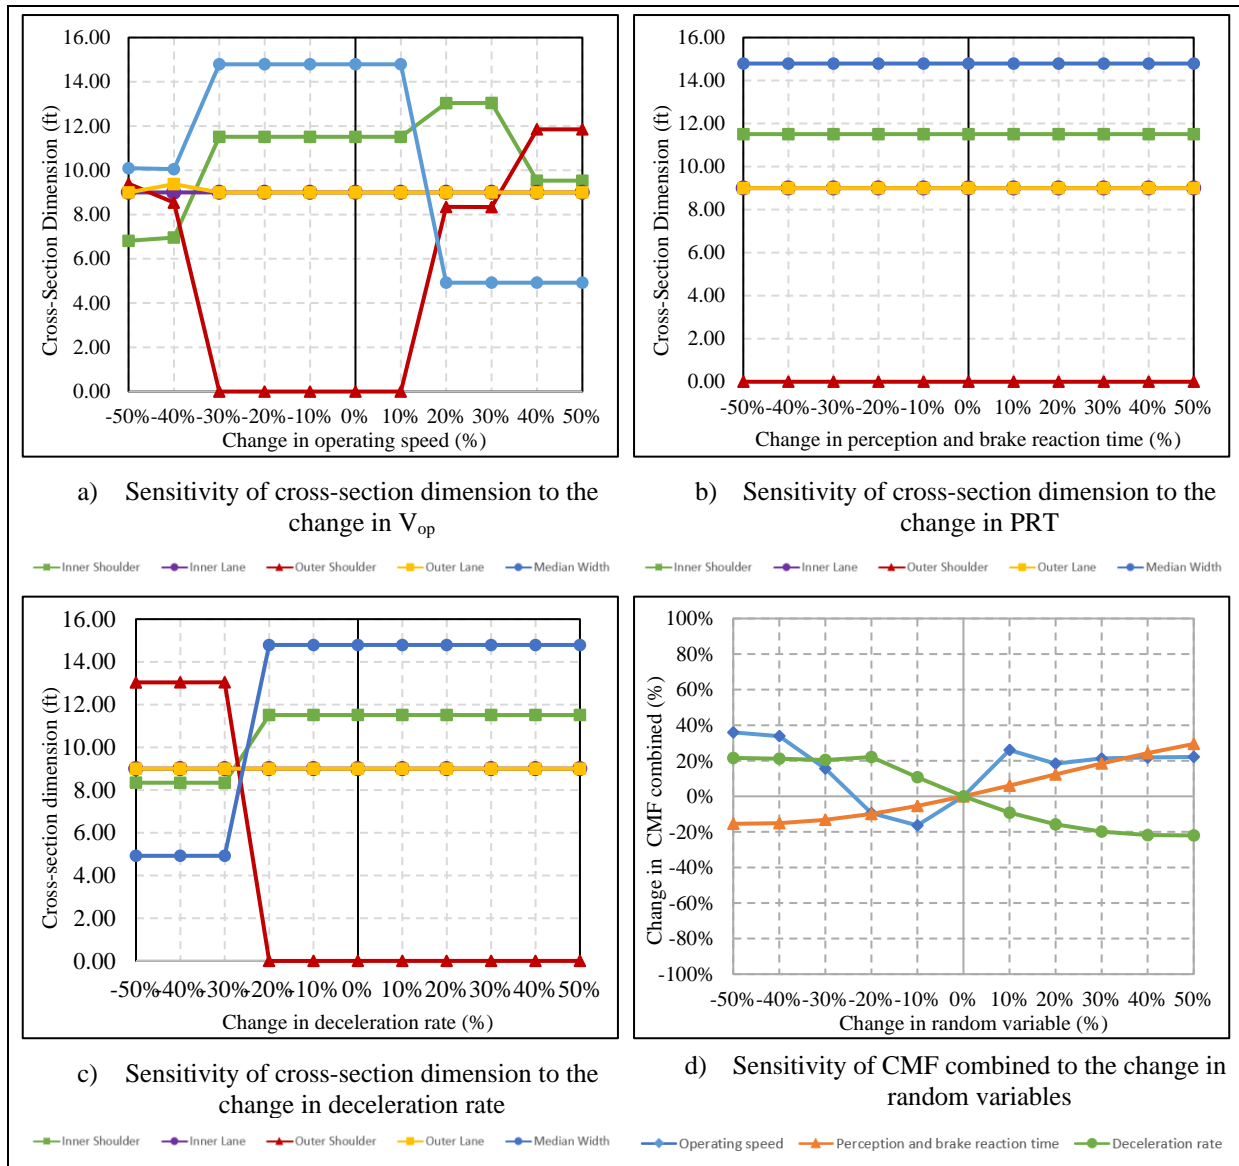 16.00
14.00
12.00
10.00
8.00
6.00
4.00
2.00
0.00
Cross-Section Dimension (ft)
-50%-40%-30%-20%-10% 0% 10% 20% 30% 40% 50%
Change in operating speed (%)
a) Sensitivity of cross-section dimension to the
change in Vop
Inner Shoulder Inner Lane Outer Shoulder Outer Lane Median Width
16.00
14.00
12.00
10.00
8.00
6.00
4.00
2.00
0.00
Cross-Section Dimension (ft)
-50%-40%-30%-20%-10% 0% 10% 20% 30% 40% 50%
Change in perception and brake reaction time (%)
b) Sensitivity of cross-section dimension to the
change in PRT
Inner Shoulder Inner Lane Outer Shoulder Outer Lane Median Width
16.00
14.00
12.00
10.00
8.00
6.00
4.00
2.00
0.00
Cross-section dimension (ft)
-50%-40%-30%-20%-10% 0% 10% 20% 30% 40% 50%
Change in deceleration rate (%)
c) Sensitivity of cross-section dimension to the
change in deceleration rate
Inner Shoulder Inner Lane Outer Shoulder Outer Lane Median Width
100%
80%
60%
40%
20%
0%
-20%
-40%
-60%
-80%
-100%
Change in CMF combined (%)
-50% -40% -30% -20% -10% 0% 10% 20% 30% 40% 50%
Change in random variable (%)
d) Sensitivity of CMF combined to the change in
random variables
Operating speed Perception and brake reaction time Deceleration rate